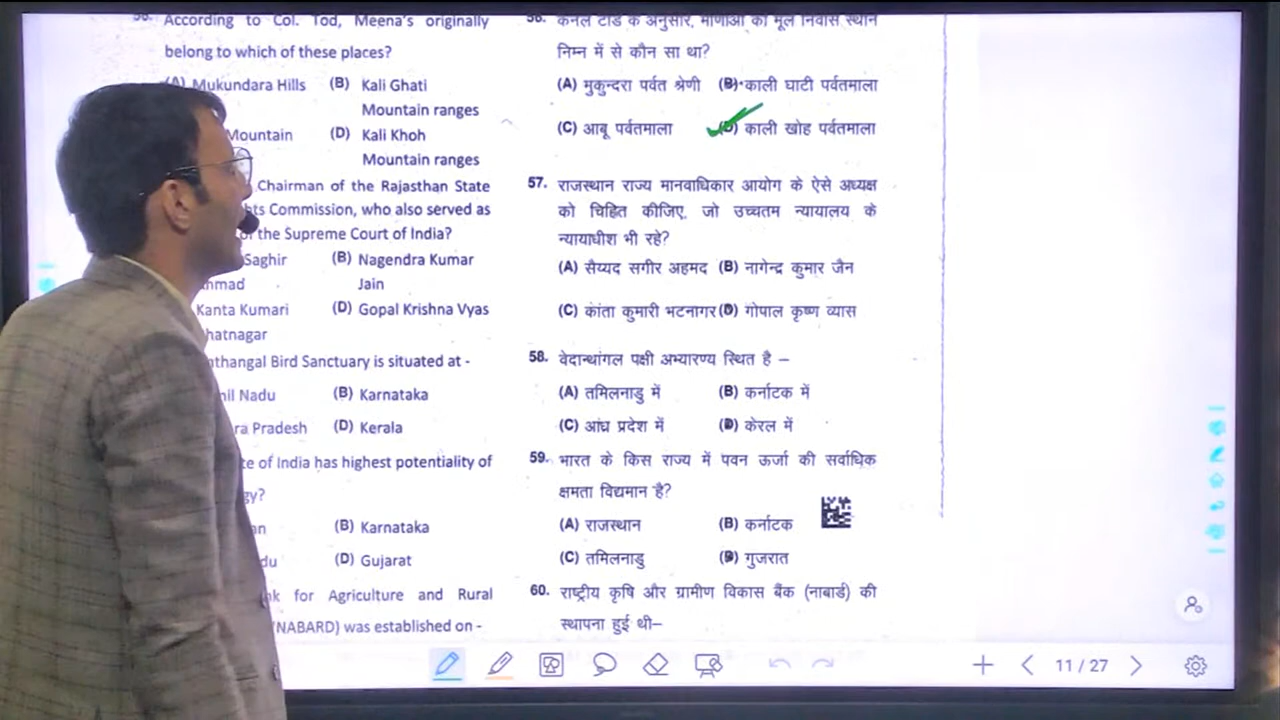 According to Col. Tod, Meena's originally
belong to which of these places?
Mukundara Hills (B) Kali Ghati
Mountain ranges
Mountain (D) Kali Khoh
Mountain ranges
Chairman of the Rajasthan State
Commission, who also served as
the Supreme Court of India?
Saghir (B) Nagendra Kumar
Jain
Kanta Kumari (D) Gopal Krishna Vyas
Bird Sanctuary is situated at -
Nadu (B) Karnataka
Pradesh (D) Kerala
of India has highest potentiality of
(B) Karnataka
(D) Gujarat
for Agriculture and Rural
(NABARD) was established on -
56. कर्नल टॉड के अनुसार, मीणाओं का मूल निवास स्थान
निम्न में से कौन सा था?
(A) मुकुन्दरा पर्वत श्रेणी (B) काली घाटी पर्वतमाला
(C) आबू पर्वतमाला (D) काली खोह पर्वतमाला
57. राजस्थान राज्य मानवाधिकार आयोग के ऐसे अध्यक्ष
को चिह्नित कीजिए, जो उच्चतम न्यायालय के
न्यायाधीश भी रहे?
(A) सैय्यद सगीर अहमद (B) नागेन्द्र कुमार जैन
(C) कांता कुमारी भटनागर (D) गोपाल कृष्ण व्यास
58. वेदान्थांगल पक्षी अभ्यारण्य स्थित है –
(A) तमिलनाडु में (B) कर्नाटक में
(C) आंध्र प्रदेश में (D) केरल में
59. भारत के किस राज्य में पवन ऊर्जा की सर्वाधिक
क्षमता विद्यमान है?
(A) राजस्थान (B) कर्नाटक
(C) तमिलनाडु (D) गुजरात
60. राष्ट्रीय कृषि और ग्रामीण विकास बैंक (नाबार्ड) की
स्थापना हुई थी–
11 / 27